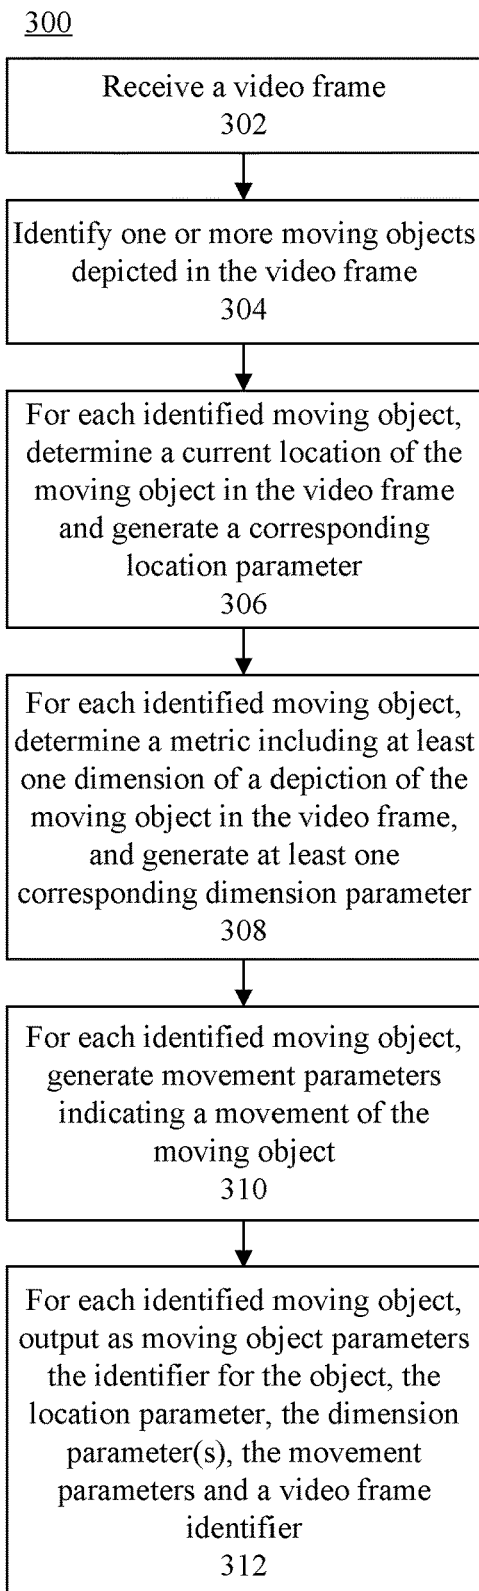 300
Receive a video frame
302
Identify one or more moving objects
depicted in the video frame
304
For each identified moving object,
determine a current location of the
moving object in the video frame
and generate a corresponding
location parameter
306
For each identified moving object,
determine a metric including at least
one dimension of a depiction of the
moving object in the video frame,
and generate at least one
corresponding dimension parameter
308
For each identified moving object,
generate movement parameters
indicating a movement of the
moving object
310
For each identified moving object,
output as moving object parameters
the identifier for the object, the
location parameter, the dimension
parameter(s), the movement
parameters and a video frame
identifier
312